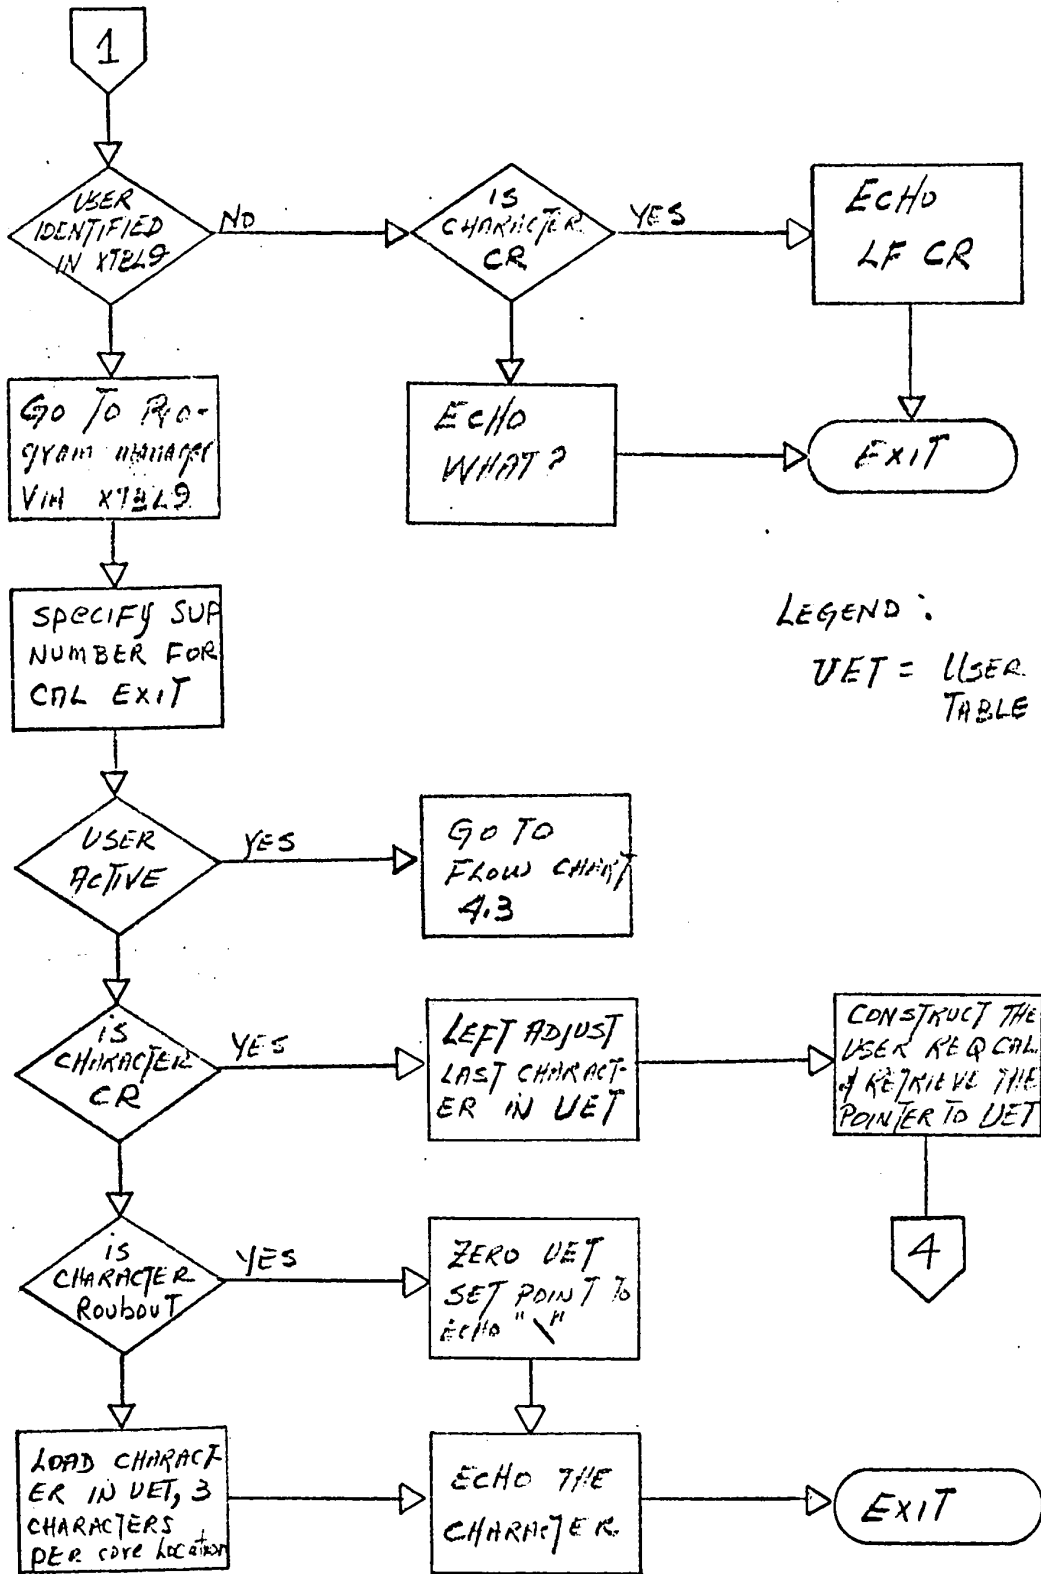 1
USER
IDENTIFIED
IN XTBL9
NO
IS
CHARACTER
CR
YES
ECHO
LF CR
GO TO PRO-
gram manager
VIA XTBL9
ECHO
WHAT?
EXIT
SPECIFY SUP
NUMBER FOR
CAL EXIT
LEGEND:
UET = USER
TABLE
USER
ACTIVE
YES
GO TO
FLOW CHART
4.3
is
CHARACTER
CR
YES
LEFT ADJUST
LAST CHARACT-
ER IN UET
CONSTRUCT THE
USER REQ CAL
& RETRIEVE THE
POINTER TO UET
4
is
CHARACTER
ROUBOUT
YES
ZERO UET
SET POINT TO
ECHO "\"
LOAD CHARACT-
ER IN UET, 3
CHARACTERS
PER core Location
ECHO THE
CHARACTER
EXIT